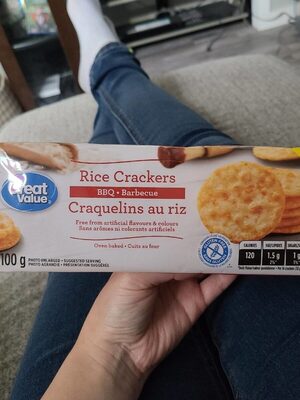 Great
Value
Rice Crackers
BBQ • Barbecue
Craquelins au riz
Free from artificial flavours & colours
Sans arômes ni colorants artificiels
Oven baked • Cuits au four
100 g
PHOTO ENLARGED • SUGGESTED SERVING
PHOTO AGRANDIE • PRÉSENTATION SUGGÉRÉE
CALORIES
120
FAT/LIPIDES
1.5 g
2%*
1 g